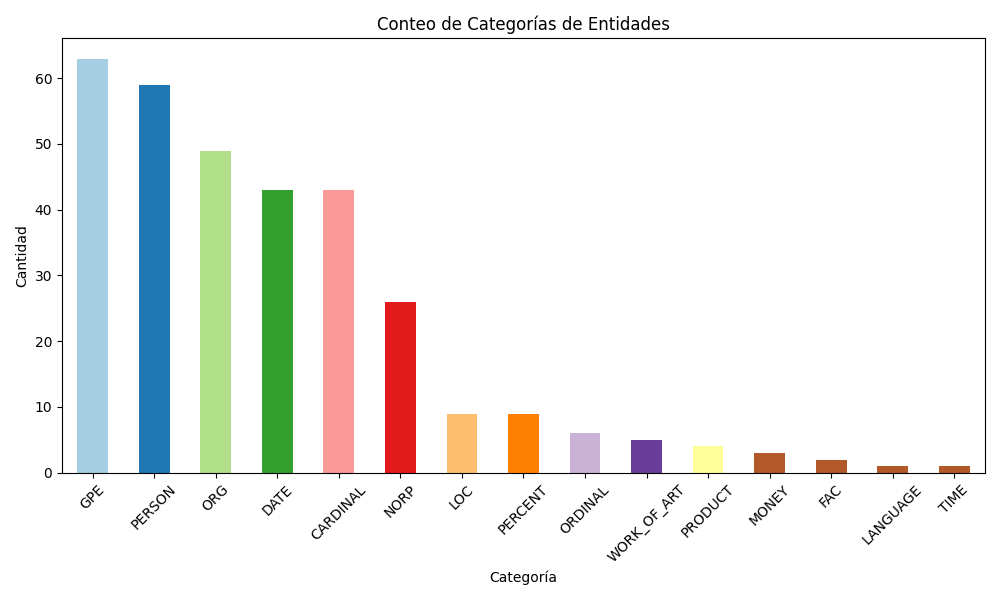 Conteo de Categorías de Entidades
Cantidad
60
50
40
30
20
10
0
GPE
PERSON
ORG
DATE
CARDINAL
NORP
LOC
PERCENT
ORDINAL
WORK_OF_ART
PRODUCT
MONEY
FAC
LANGUAGE
TIME
Categoría